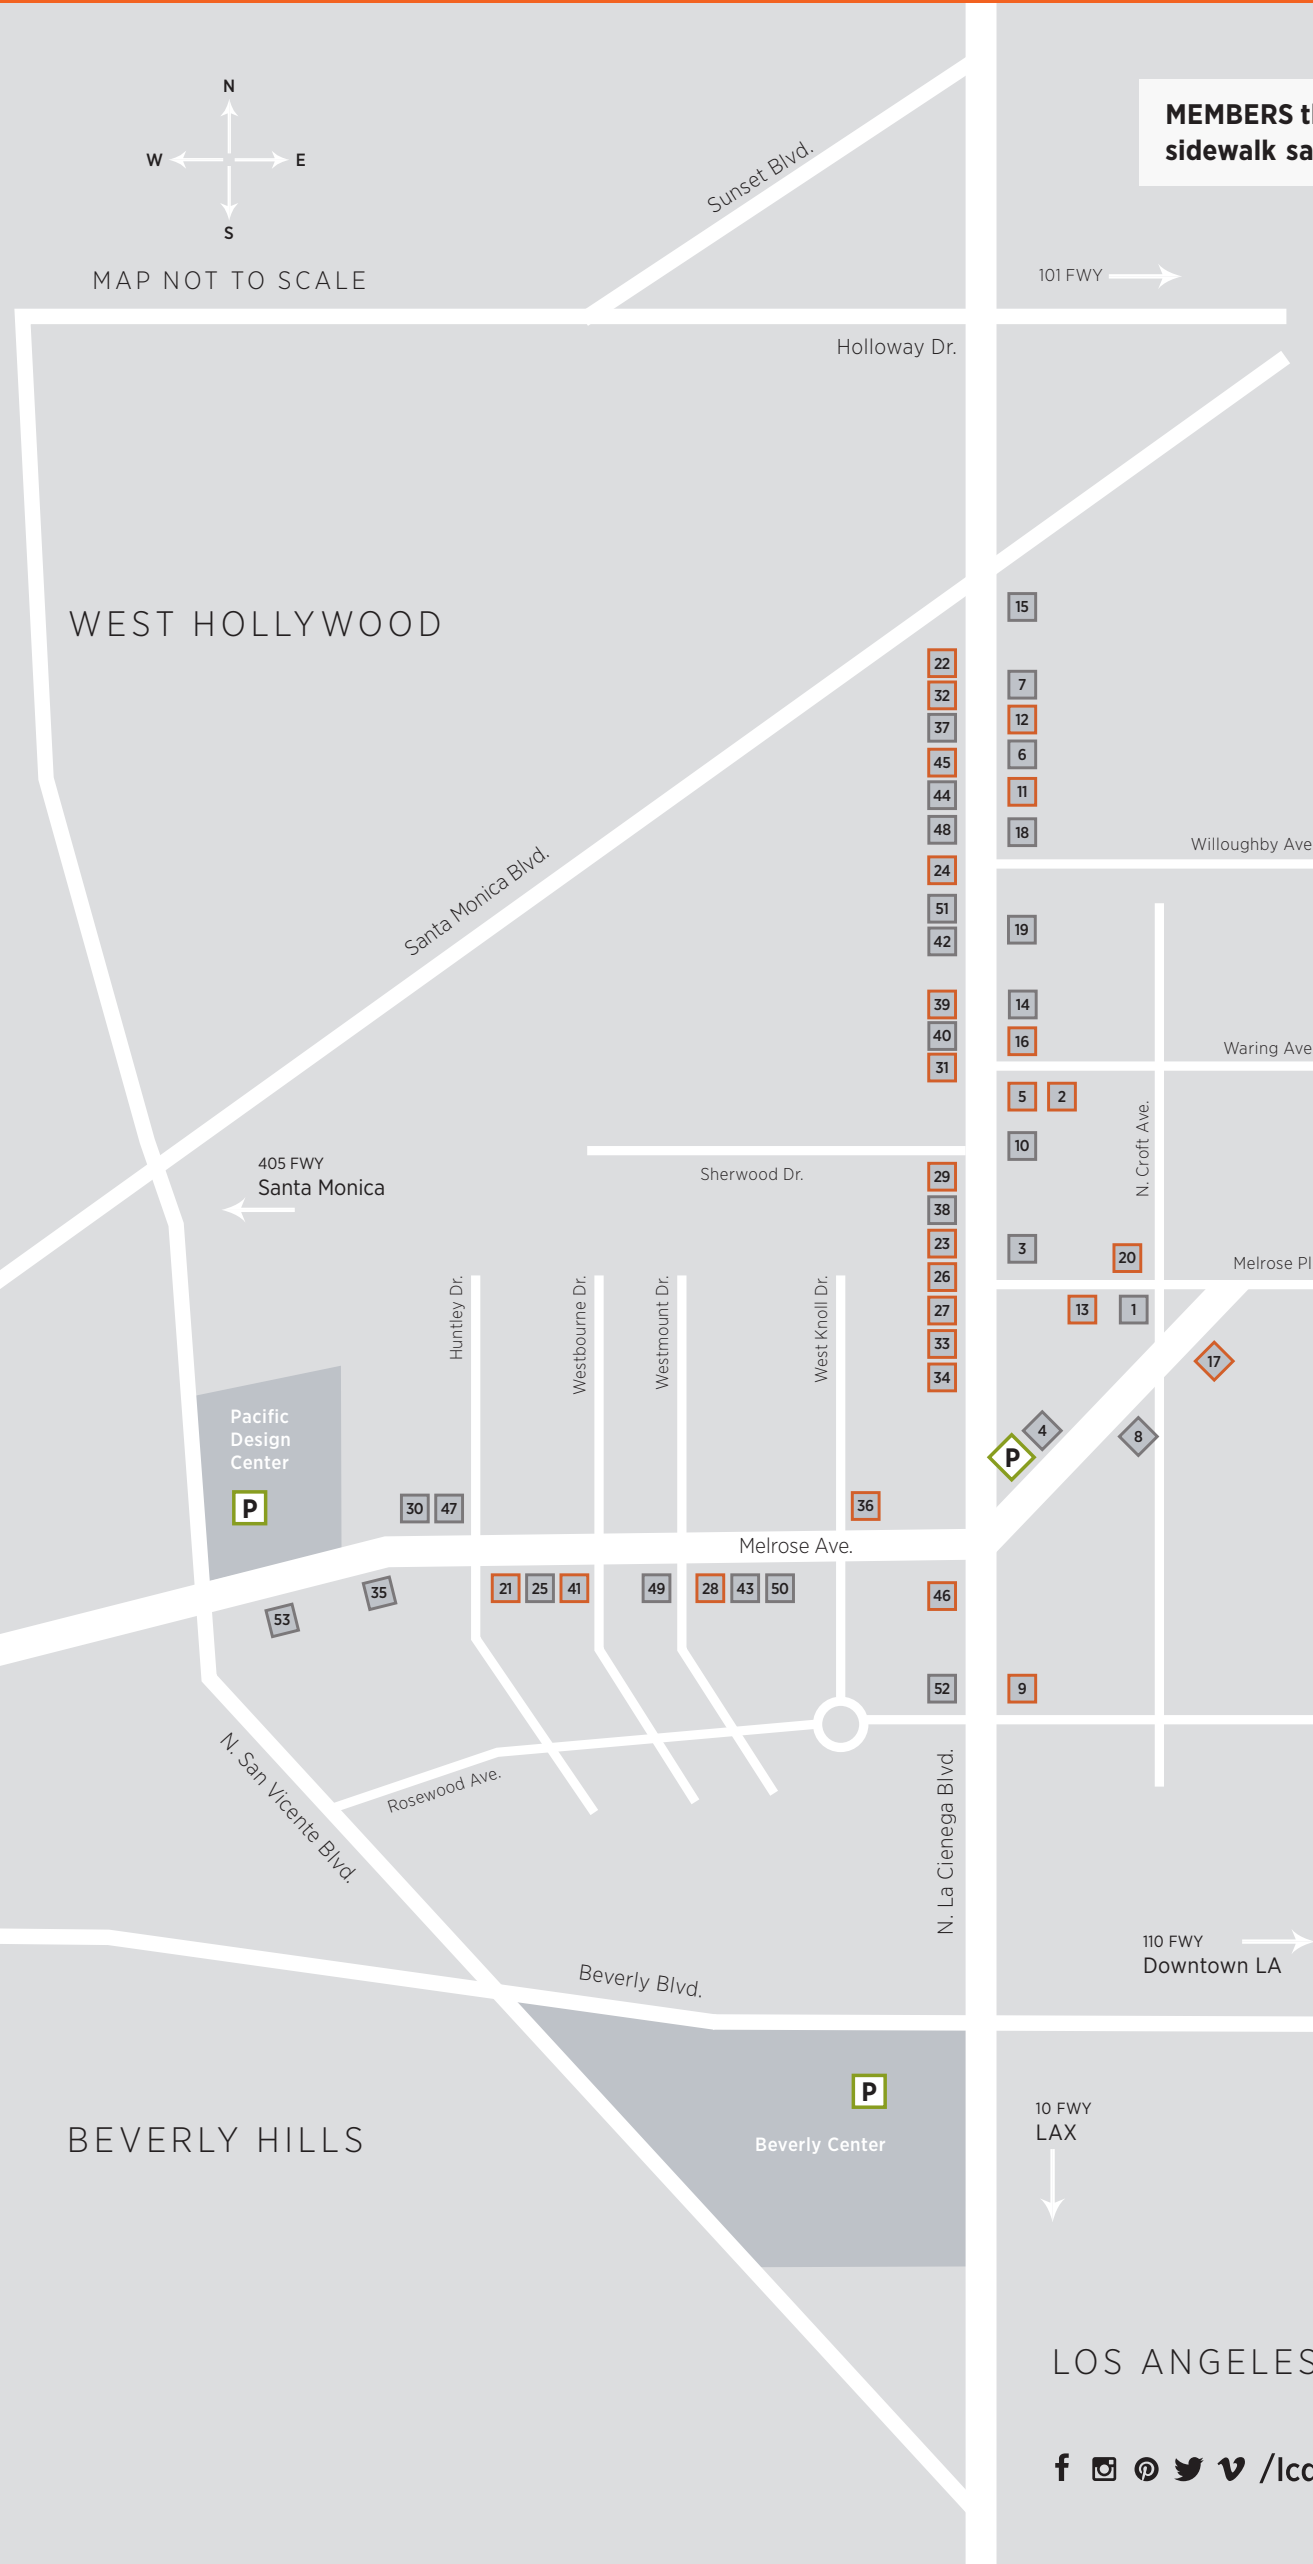 N
W E
S
MAP NOT TO SCALE
MEMBERS
sidewalk
Sunset Blvd.
101 FWY
Holloway Dr.
WEST HOLLYWOOD
15
22
7
32
12
37
6
45
11
44
48
18
Willoughby Ave
24
Santa Monica Blvd.
51
19
42
39
14
40
16
Waring Ave
31
5 2
N. Croft Ave.
10
405 FWY
Santa Monica
Sherwood Dr.
29
38
23
3
20
Melrose Pl
26
27
13
1
33
34
17
Huntley Dr.
Westbourne Dr.
Westmount Dr.
West Knoll Dr.
Pacific
Design
Center
P
4
8
P
30 47
36
Melrose Ave.
35
21 25 41
49
28 43 50
46
53
52
9
N. San Vicente Blvd.
Rosewood Ave.
N. La Cienega Blvd.
110 FWY
Downtown LA
Beverly Blvd.
P
Beverly Center
10 FWY
LAX
BEVERLY HILLS
LOS ANGELES